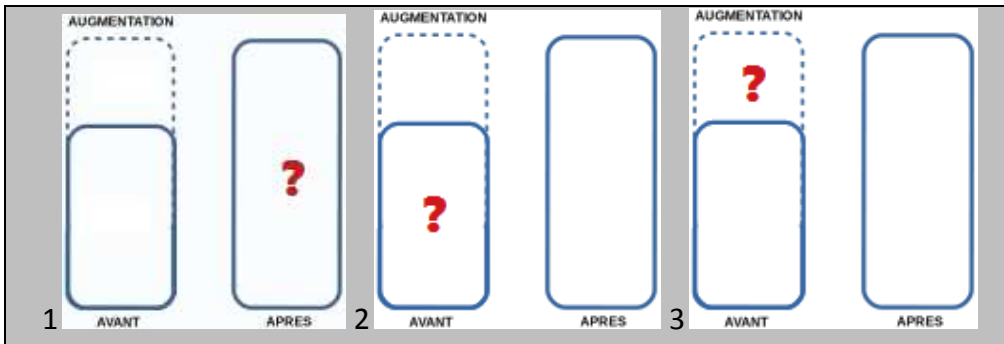 AUGMENTATION
?
1 AVANT APRES
AUGMENTATION
?
2 AVANT APRES
AUGMENTATION
?
3 AVANT APRES